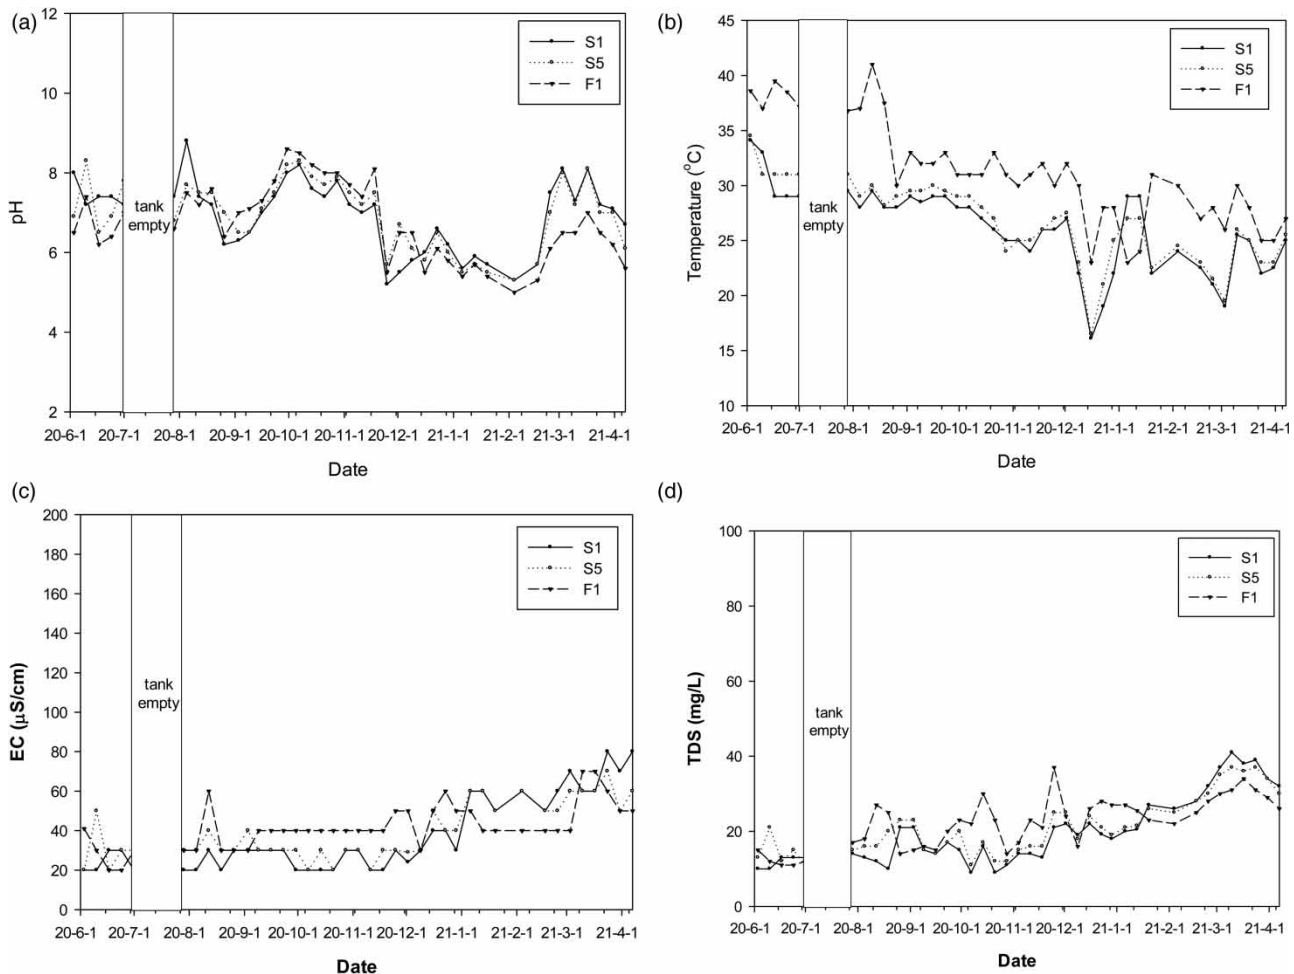 (a)
12
10
8
6
4
2
pH
S1
S5
F1
tank
empty
20-6-1 20-7-1 20-8-1 20-9-1 20-10-1 20-11-1 20-12-1 21-1-1 21-2-1 21-3-1 21-4-1
Date
(b)
45
40
35
30
25
20
15
10
Temperature (°C)
S1
S5
F1
tank
empty
20-6-1 20-7-1 20-8-1 20-9-1 20-10-1 20-11-1 20-12-1 21-1-1 21-2-1 21-3-1 21-4-1
Date
(c)
200
180
160
140
120
100
80
60
40
20
0
EC (µS/cm)
S1
S5
F1
tank
empty
20-6-1 20-7-1 20-8-1 20-9-1 20-10-1 20-11-1 20-12-1 21-1-1 21-2-1 21-3-1 21-4-1
Date
(d)
100
80
60
40
20
0
TDS (mg/L)
S1
S5
F1
tank
empty
20-6-1 20-7-1 20-8-1 20-9-1 20-10-1 20-11-1 20-12-1 21-1-1 21-2-1 21-3-1 21-4-1
Date